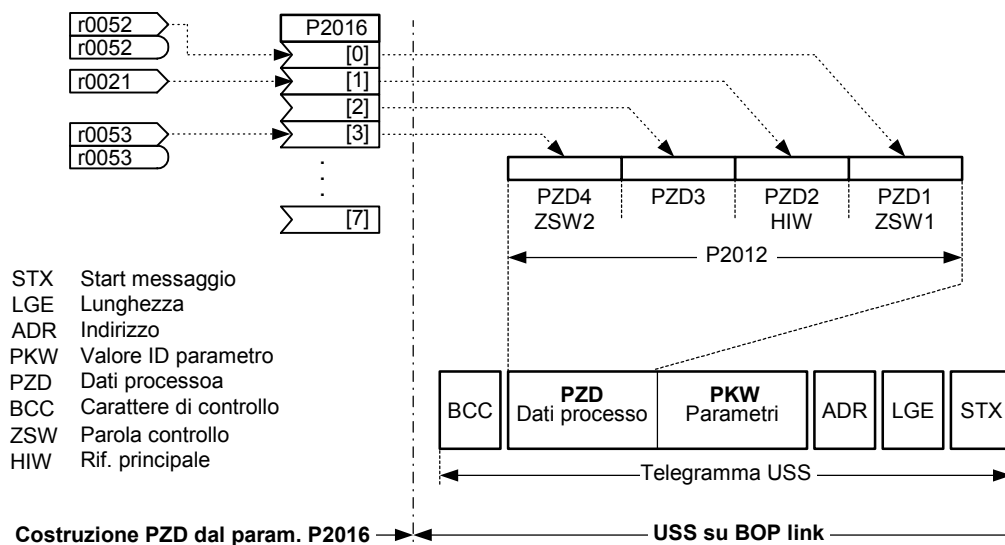 r0052
r0052
r0021
r0053
r0053
P2016
[0]
[1]
[2]
[3]
.
.
.
[7]
PZD4 PZD3 PZD2 PZD1
ZSW2 HIW ZSW1
P2012
STX Start messaggio
LGE Lunghezza
ADR Indirizzo
PKW Valore ID parametro
PZD Dati processoa
BCC Carattere di controllo
ZSW Parola controllo
HIW Rif. principale
BCC
PZD
Dati processo
PKW
Parametri
ADR
LGE
STX
Telegramma USS
Costruzione PZD dal param. P2016
USS su BOP link